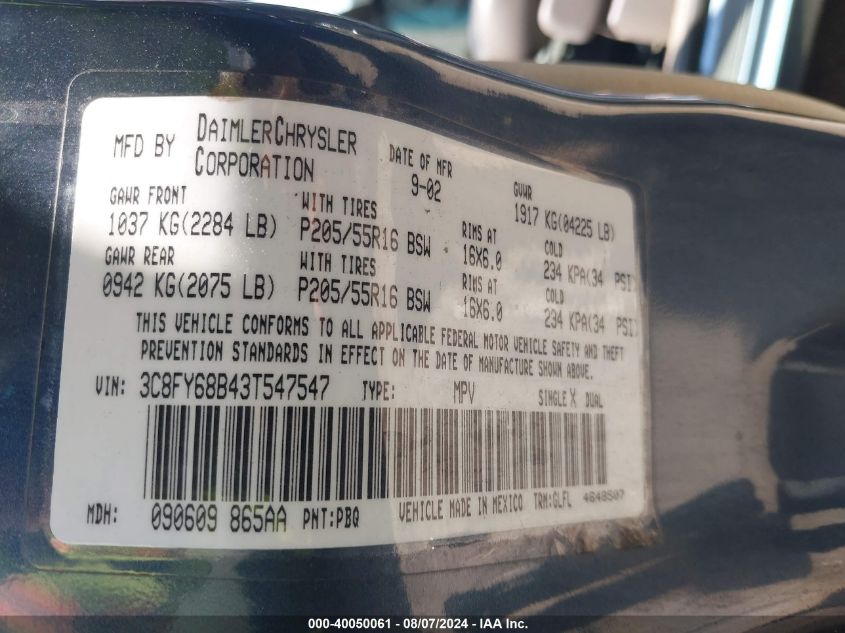 MFD BY DAIMLERCHRYSLER CORPORATION
DATE OF MFR 9-02
GVWR 1917 KG(04225 LB)
GAWR FRONT WITH TIRES RIMS AT COLD
1037 KG(2284 LB) P205/55R16 BSW 16X6.0 234 KPA(34 PSI)
GAWR REAR WITH TIRES RIMS AT COLD
0942 KG(2075 LB) P205/55R16 BSW 16X6.0 234 KPA(34 PSI)
THIS VEHICLE CONFORMS TO ALL APPLICABLE FEDERAL MOTOR VEHICLE SAFETY AND THEFT
PREVENTION STANDARDS IN EFFECT ON THE DATE OF MANUFACTURE SHOWN ABOVE.
VIN: 3C8FY68B43T547547 TYPE: MPV SINGLE X DUAL
MDH: 090609 865AA PNT:PBQ VEHICLE MADE IN MEXICO TRM:GLFL 4648507
000-40050061 - 08/07/2024 - IAA Inc.